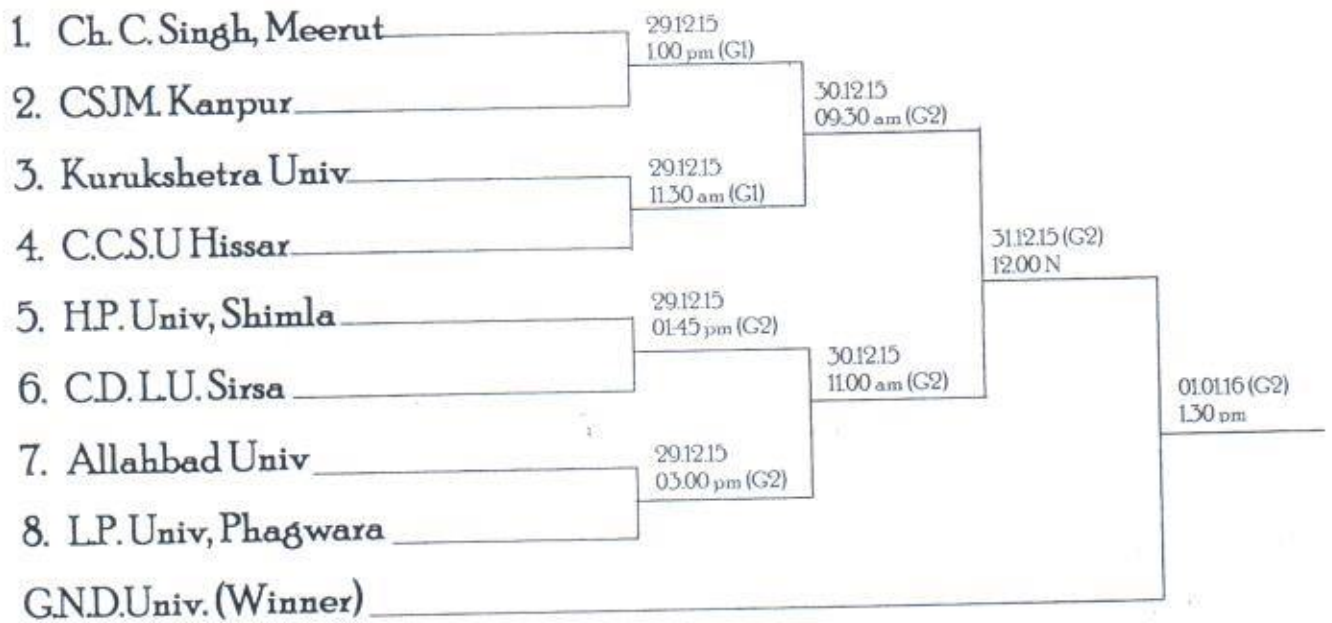 1. Ch. C. Singh, Meerut
29.12.15
1.00 pm (G1)
2. CSJM. Kanpur
30.12.15
09.30 am (G2)
3. Kurukshetra Univ
29.12.15
11.30 am (G1)
4. C.C.S.U Hissar
31.12.15 (G2)
12.00 N
5. H.P. Univ, Shimla
29.12.15
01.45 pm (G2)
6. C.D. L.U. Sirsa
30.12.15
11.00 am (G2)
01.01.16 (G2)
1.30 pm
7. Allahbad Univ
29.12.15
03.00 pm (G2)
8. L.P. Univ, Phagwara
G.N.D.Univ. (Winner)